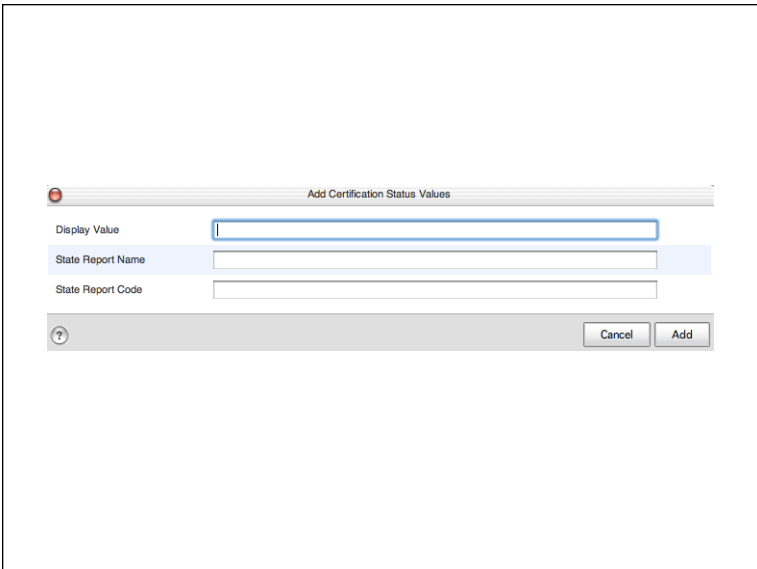 Add Certification Status Values
Display Value
State Report Name
State Report Code
?
Cancel Add